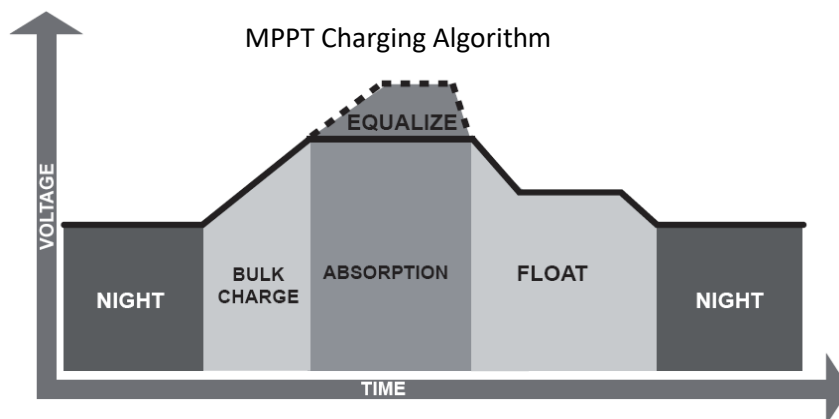 MPPT Charging Algorithm
EQUALIZE
VOLTAGE
NIGHT
BULK
CHARGE
ABSORPTION
FLOAT
NIGHT
TIME